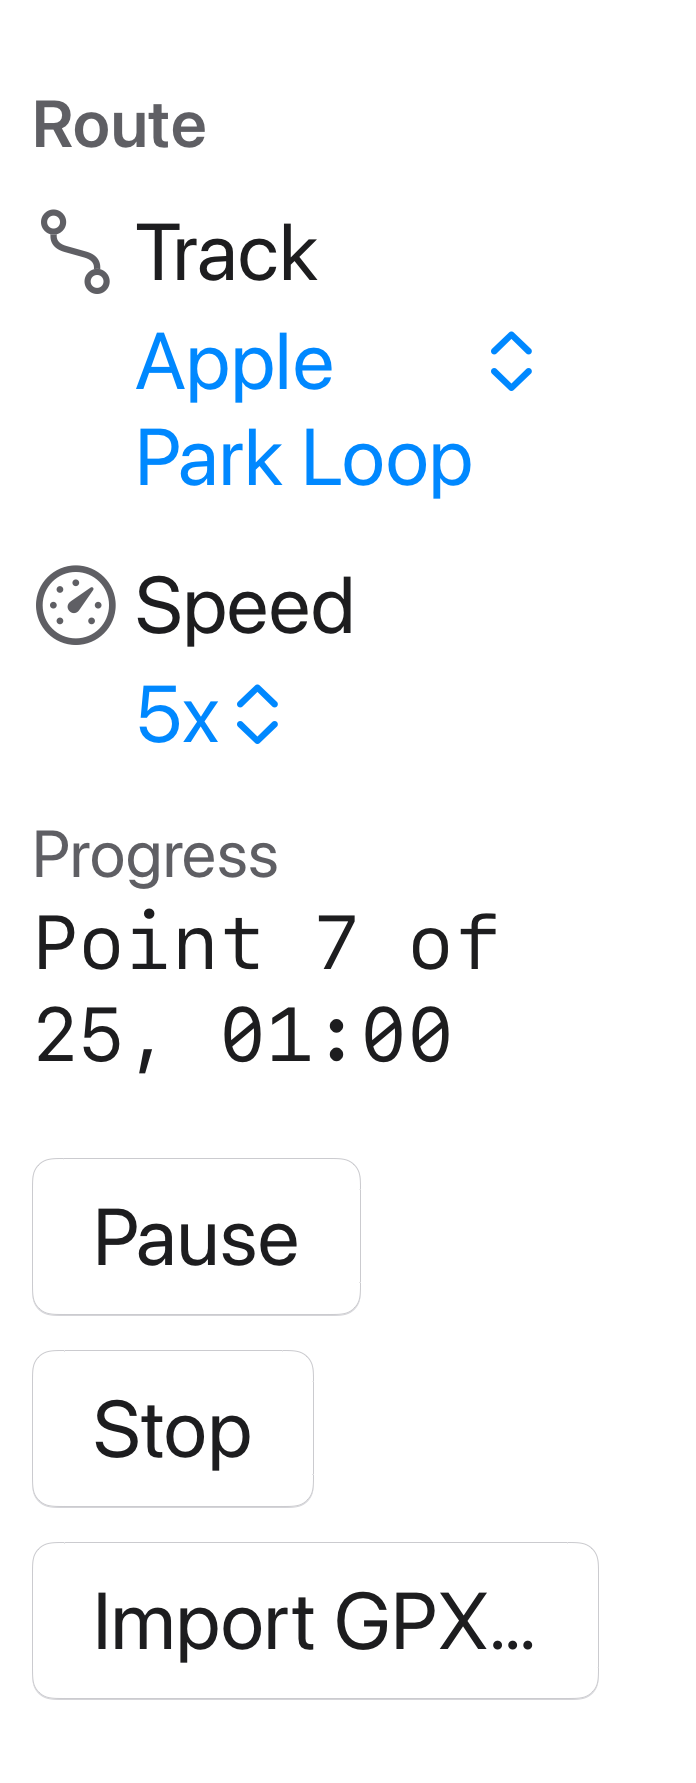 Route
Track
Apple
Park Loop
Speed
5x
Progress
Point 7 of
25, 01:00
Pause
Stop
Import GPX…